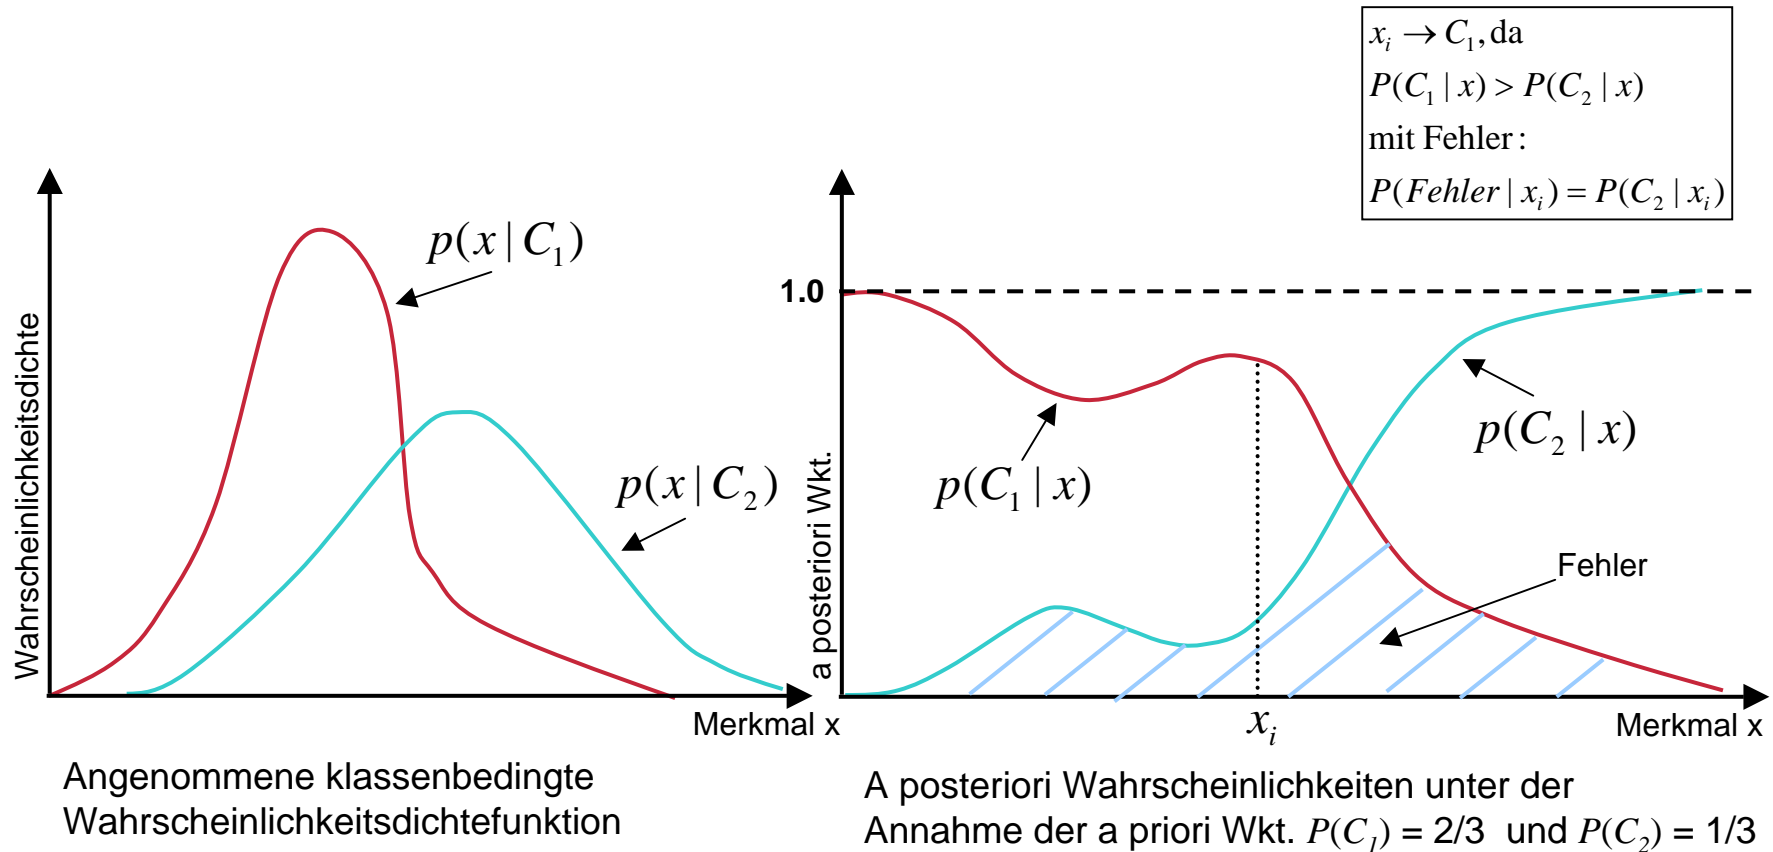 x_i → C_1, da
P(C_1 | x) > P(C_2 | x)
mit Fehler :
P(Fehler | x_i) = P(C_2 | x_i)
Wahrscheinlichkeitsdichte
p(x | C_1)
p(x | C_2)
Merkmal x
Angenommene klassenbedingte
Wahrscheinlichkeitsdichtefunktion
1.0
a posteriori Wkt.
p(C_1 | x)
p(C_2 | x)
Fehler
x_i
Merkmal x
A posteriori Wahrscheinlichkeiten unter der
Annahme der a priori Wkt. P(C_1) = 2/3 und P(C_2) = 1/3